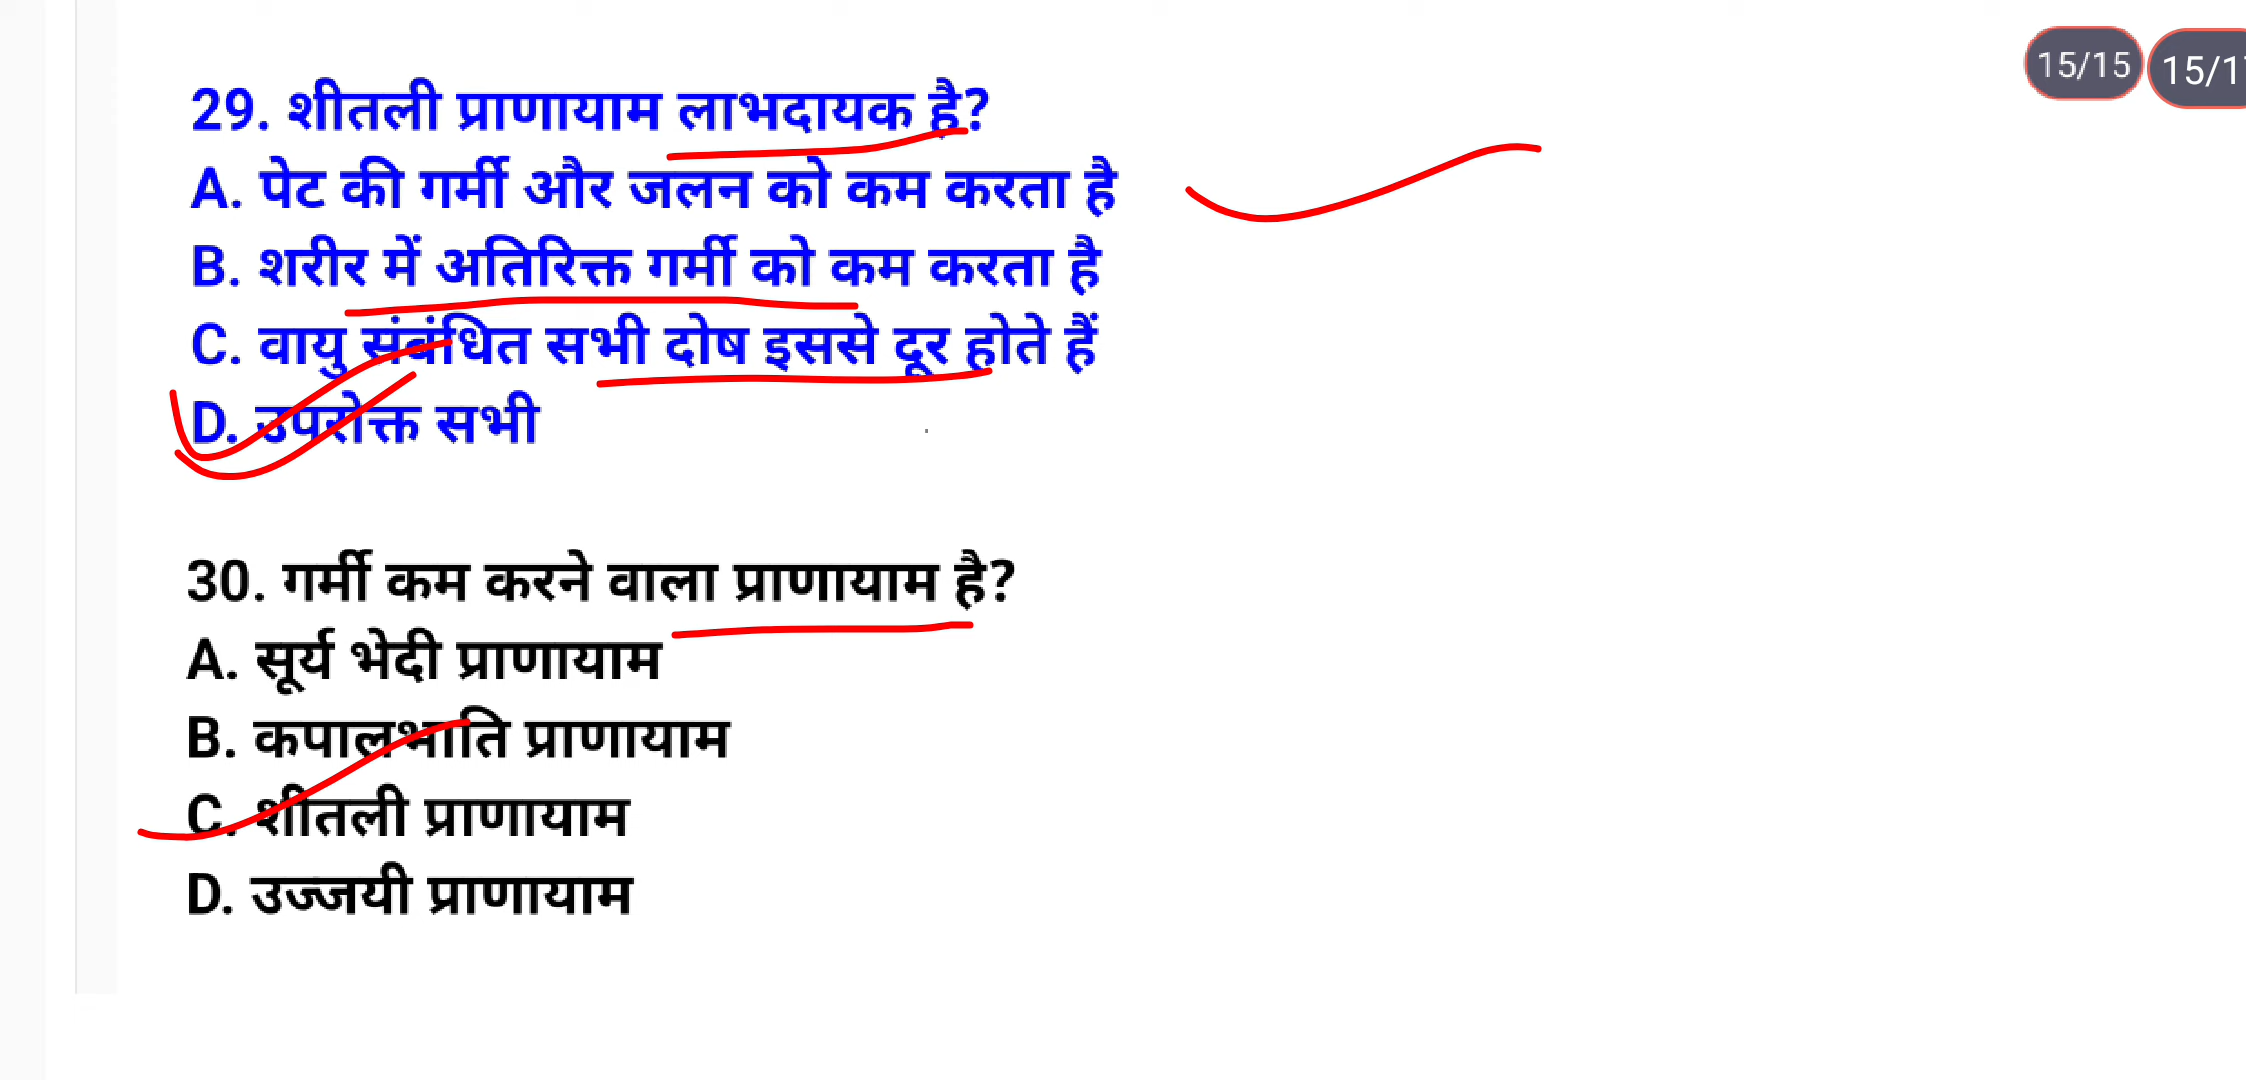 15/15 15/1
29. शीतली प्राणायाम लाभदायक है?
A. पेट की गर्मी और जलन को कम करता है
B. शरीर में अतिरिक्त गर्मी को कम करता है
C. वायु संबंधित सभी दोष इससे दूर होते हैं
D. उपरोक्त सभी
30. गर्मी कम करने वाला प्राणायाम है?
A. सूर्य भेदी प्राणायाम
B. कपालभाति प्राणायाम
C. शीतली प्राणायाम
D. उज्जयी प्राणायाम